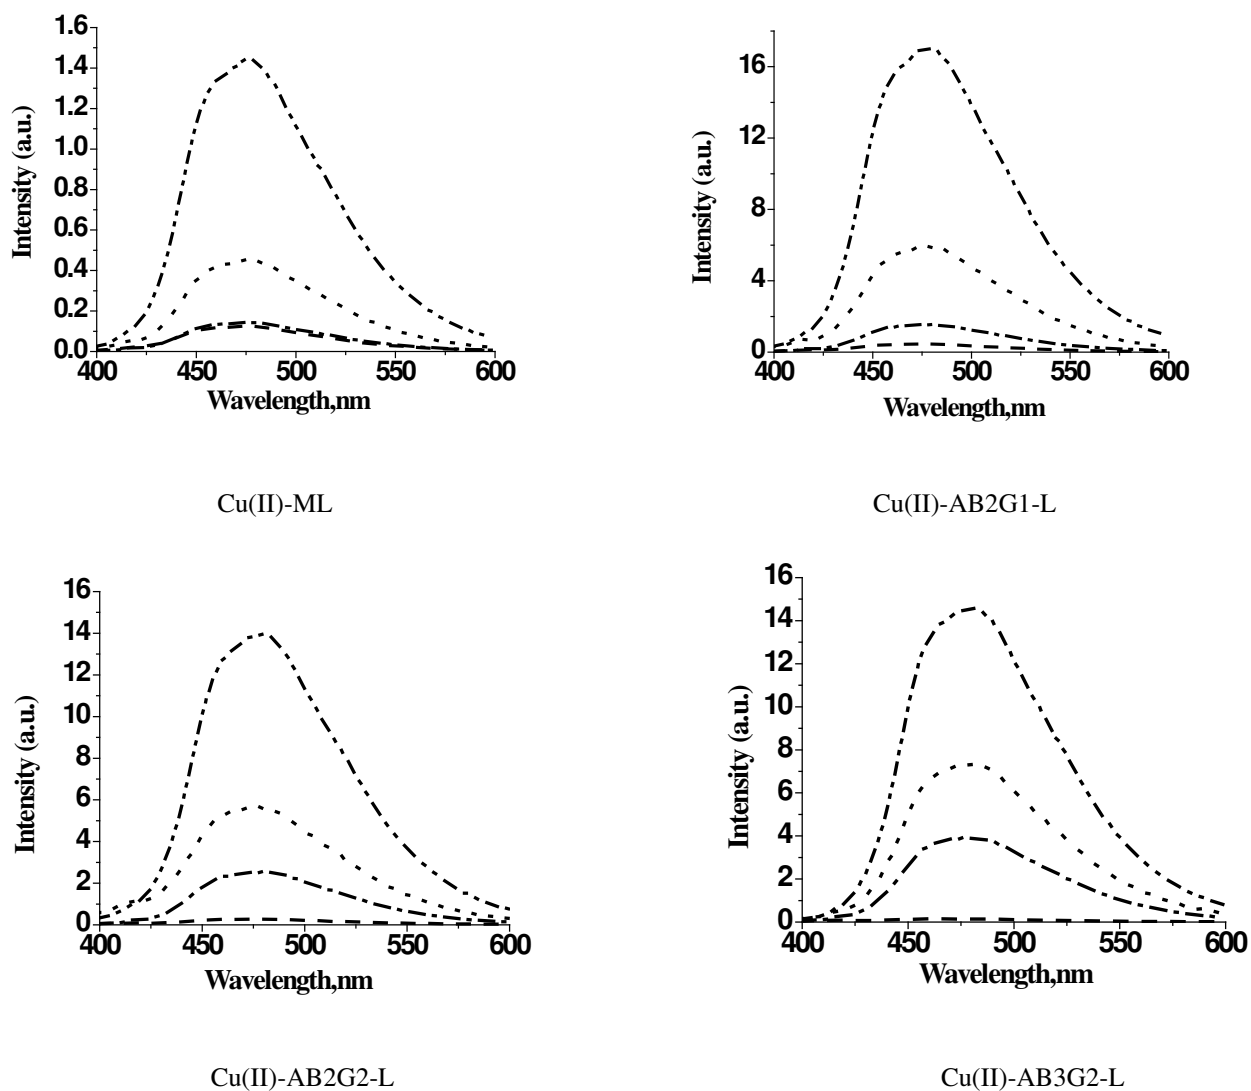 1.6
1.4
1.2
1.0
0.8
0.6
0.4
0.2
0.0
400 450 500 550 600
Intensity (a.u.)
Wavelength,nm
Cu(II)-ML
16
12
8
4
0
400 450 500 550 600
Intensity (a.u.)
Wavelength,nm
Cu(II)-AB2G1-L
16
14
12
10
8
6
4
2
0
400 450 500 550 600
Intensity (a.u.)
Wavelength,nm
Cu(II)-AB2G2-L
16
14
12
10
8
6
4
2
0
400 450 500 550 600
Intensity (a.u.)
Wavelength,nm
Cu(II)-AB3G2-L